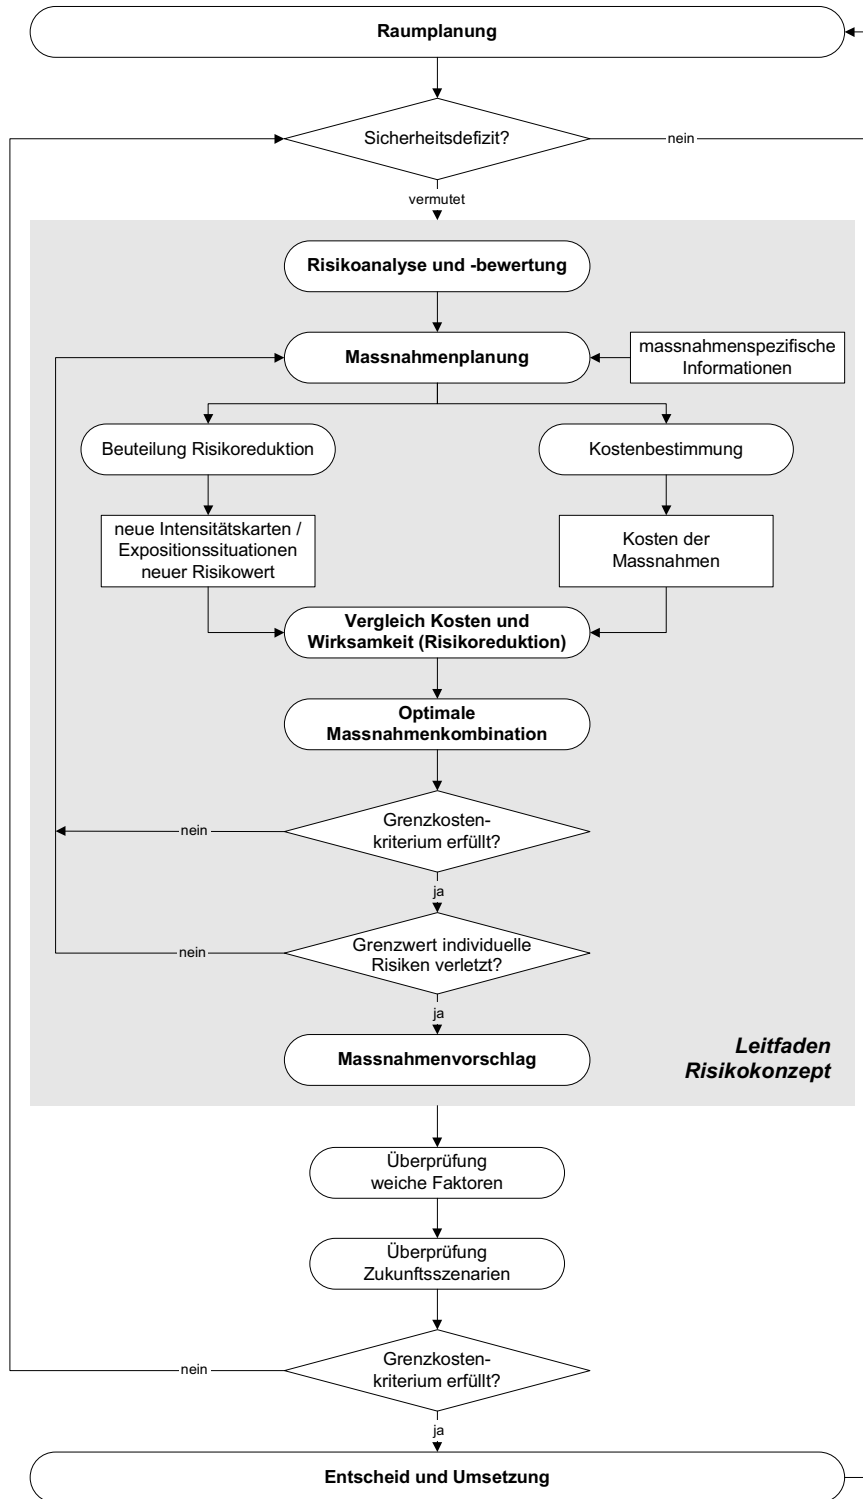 Raumplanung
Sicherheitsdefizit?
nein
vermutet
Risikoanalyse und -bewertung
Massnahmenplanung
massnahmenspezifische
Informationen
Beuteilung Risikoreduktion
Kostenbestimmung
neue Intensitätskarten /
Expositionssituationen
neuer Risikowert
Kosten der
Massnahmen
Vergleich Kosten und
Wirksamkeit (Risikoreduktion)
Optimale
Massnahmenkombination
Grenzkosten-
kriterium erfüllt?
nein
ja
Grenzwert individuelle
Risiken verletzt?
nein
ja
Massnahmenvorschlag
Leitfaden
Risikokonzept
Überprüfung
weiche Faktoren
Überprüfung
Zukunftsszenarien
Grenzkosten-
kriterium erfüllt?
nein
ja
Entscheid und Umsetzung